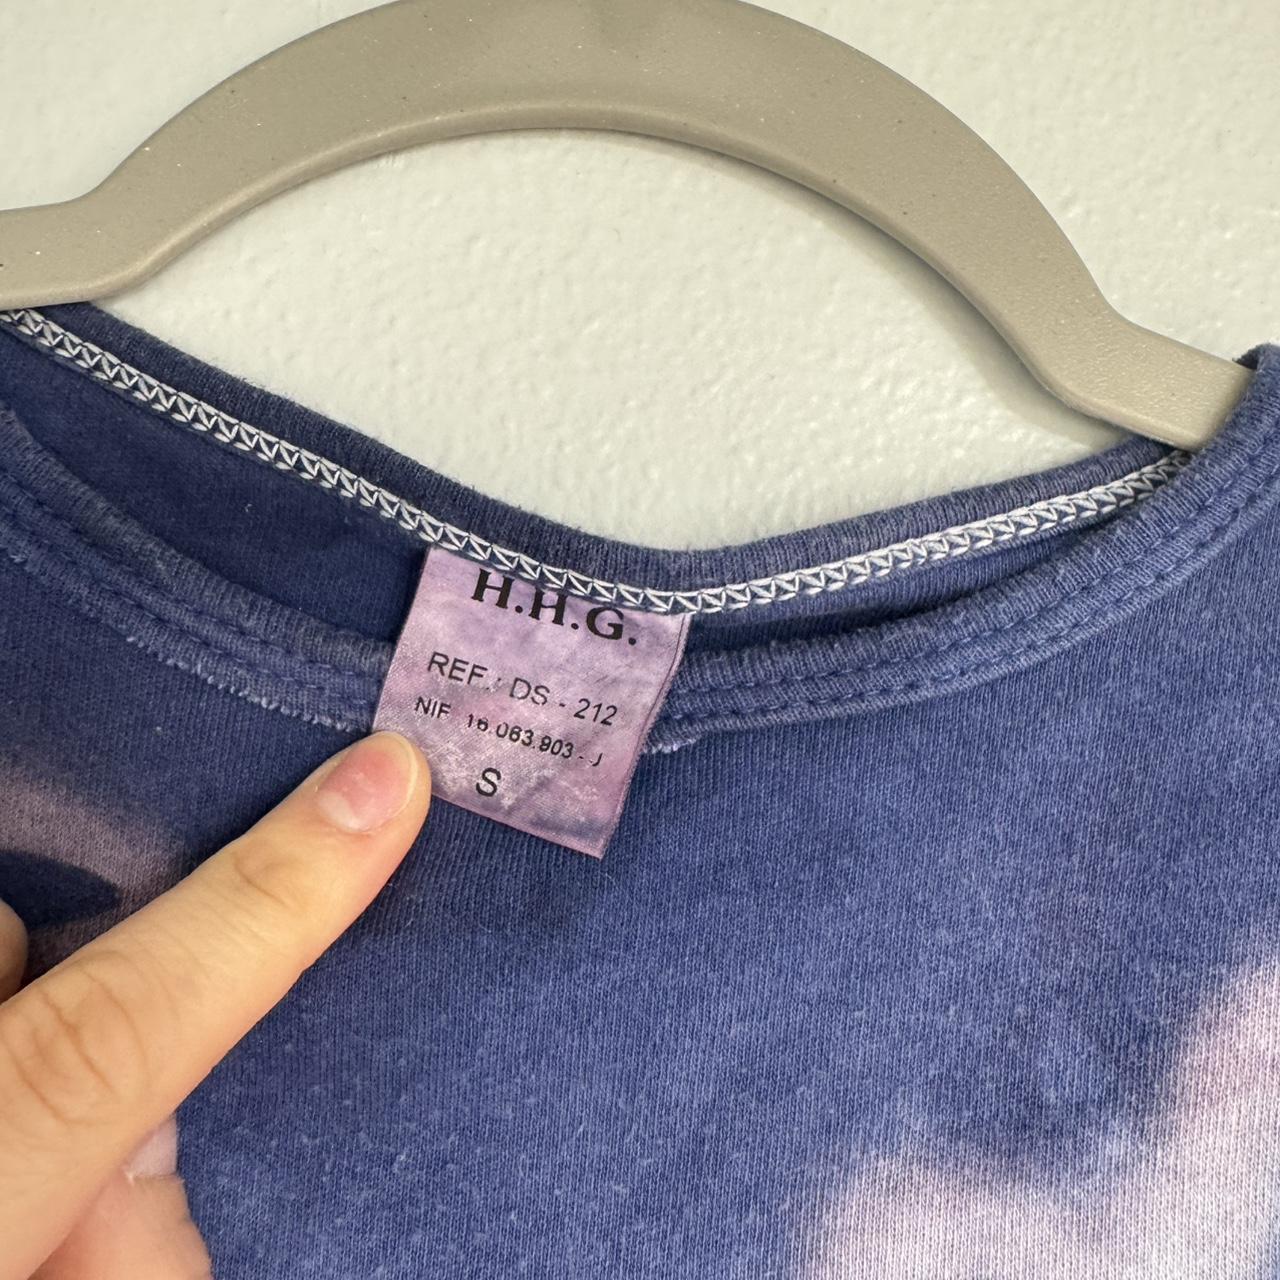 H.H.G.
REF.: DS - 212
NIF 16.063.903 - J
S